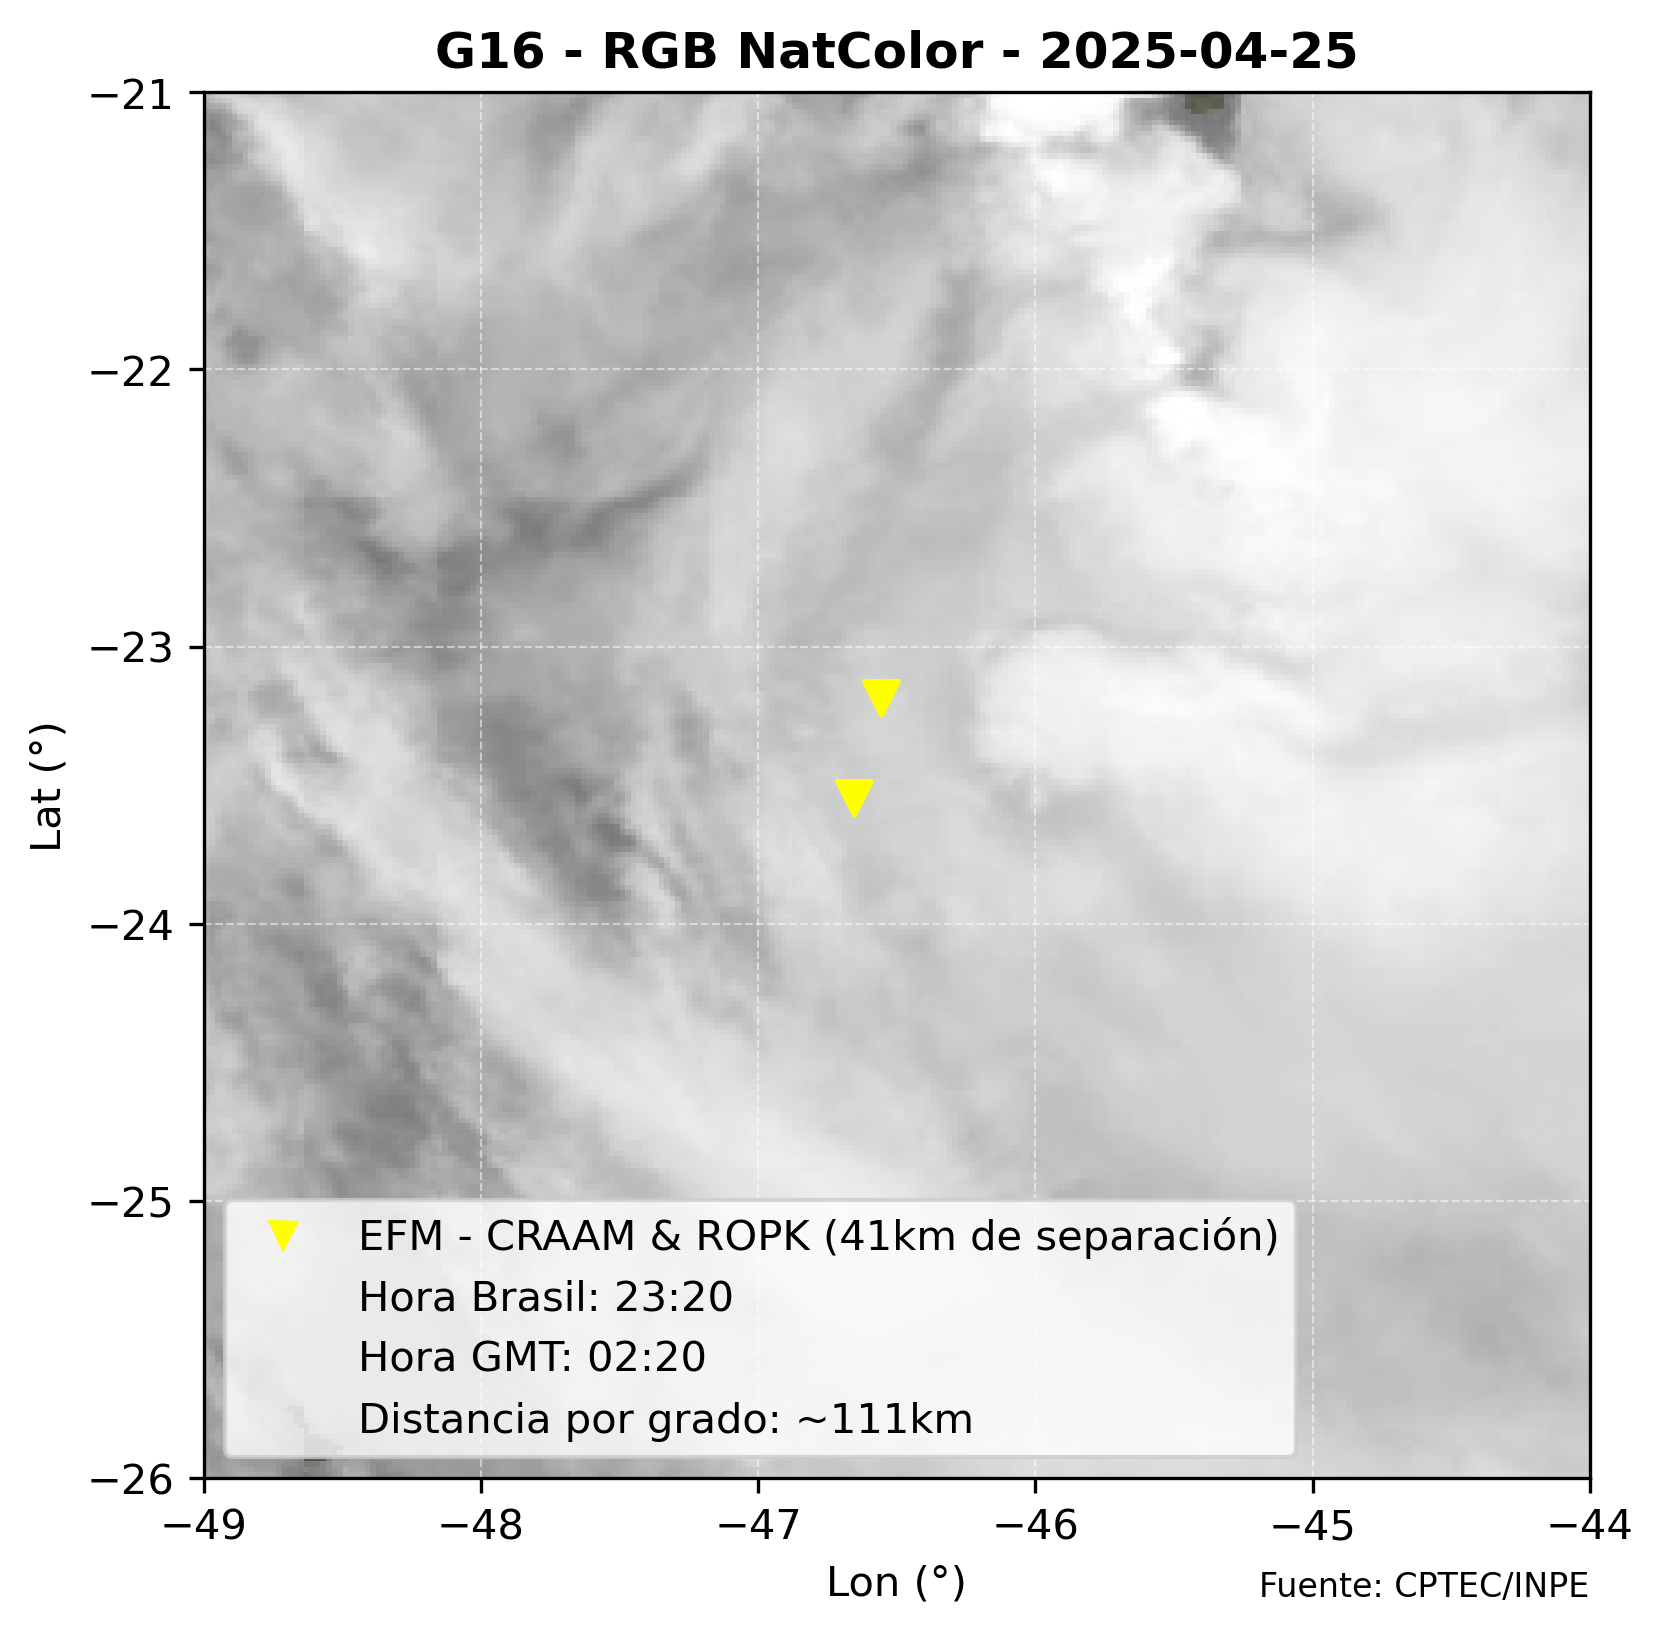 G16 - RGB NatColor - 2025-04-25
−21
−22
−23
−24
−25
−26
Lat (°)
EFM - CRAAM & ROPK (41km de separación)
Hora Brasil: 23:20
Hora GMT: 02:20
Distancia por grado: ~111km
−49
−48
−47
−46
−45
−44
Lon (°)
Fuente: CPTEC/INPE